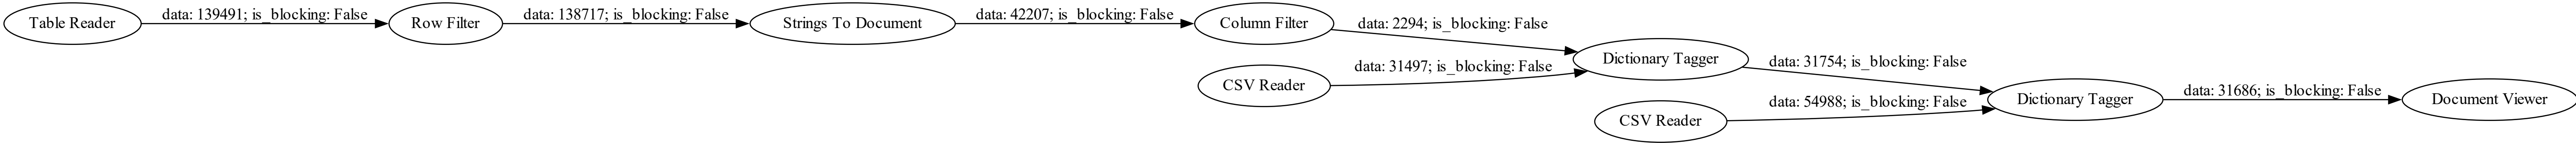 Table Reader
data: 139491; is_blocking: False
Row Filter
data: 138717; is_blocking: False
Strings To Document
data: 42207; is_blocking: False
Column Filter
data: 2294; is_blocking: False
CSV Reader
data: 31497; is_blocking: False
Dictionary Tagger
data: 31754; is_blocking: False
CSV Reader
data: 54988; is_blocking: False
Dictionary Tagger
data: 31686; is_blocking: False
Document Viewer